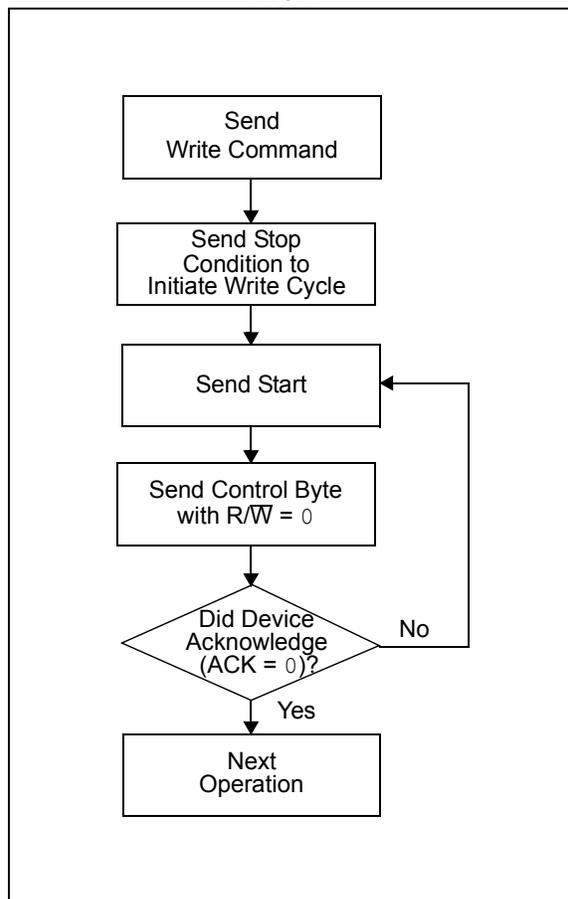 Send
Write Command
Send Stop
Condition to
Initiate Write Cycle
Send Start
Send Control Byte
with R/W̅ = 0
Did Device
Acknowledge
(ACK = 0)?
No
Yes
Next
Operation